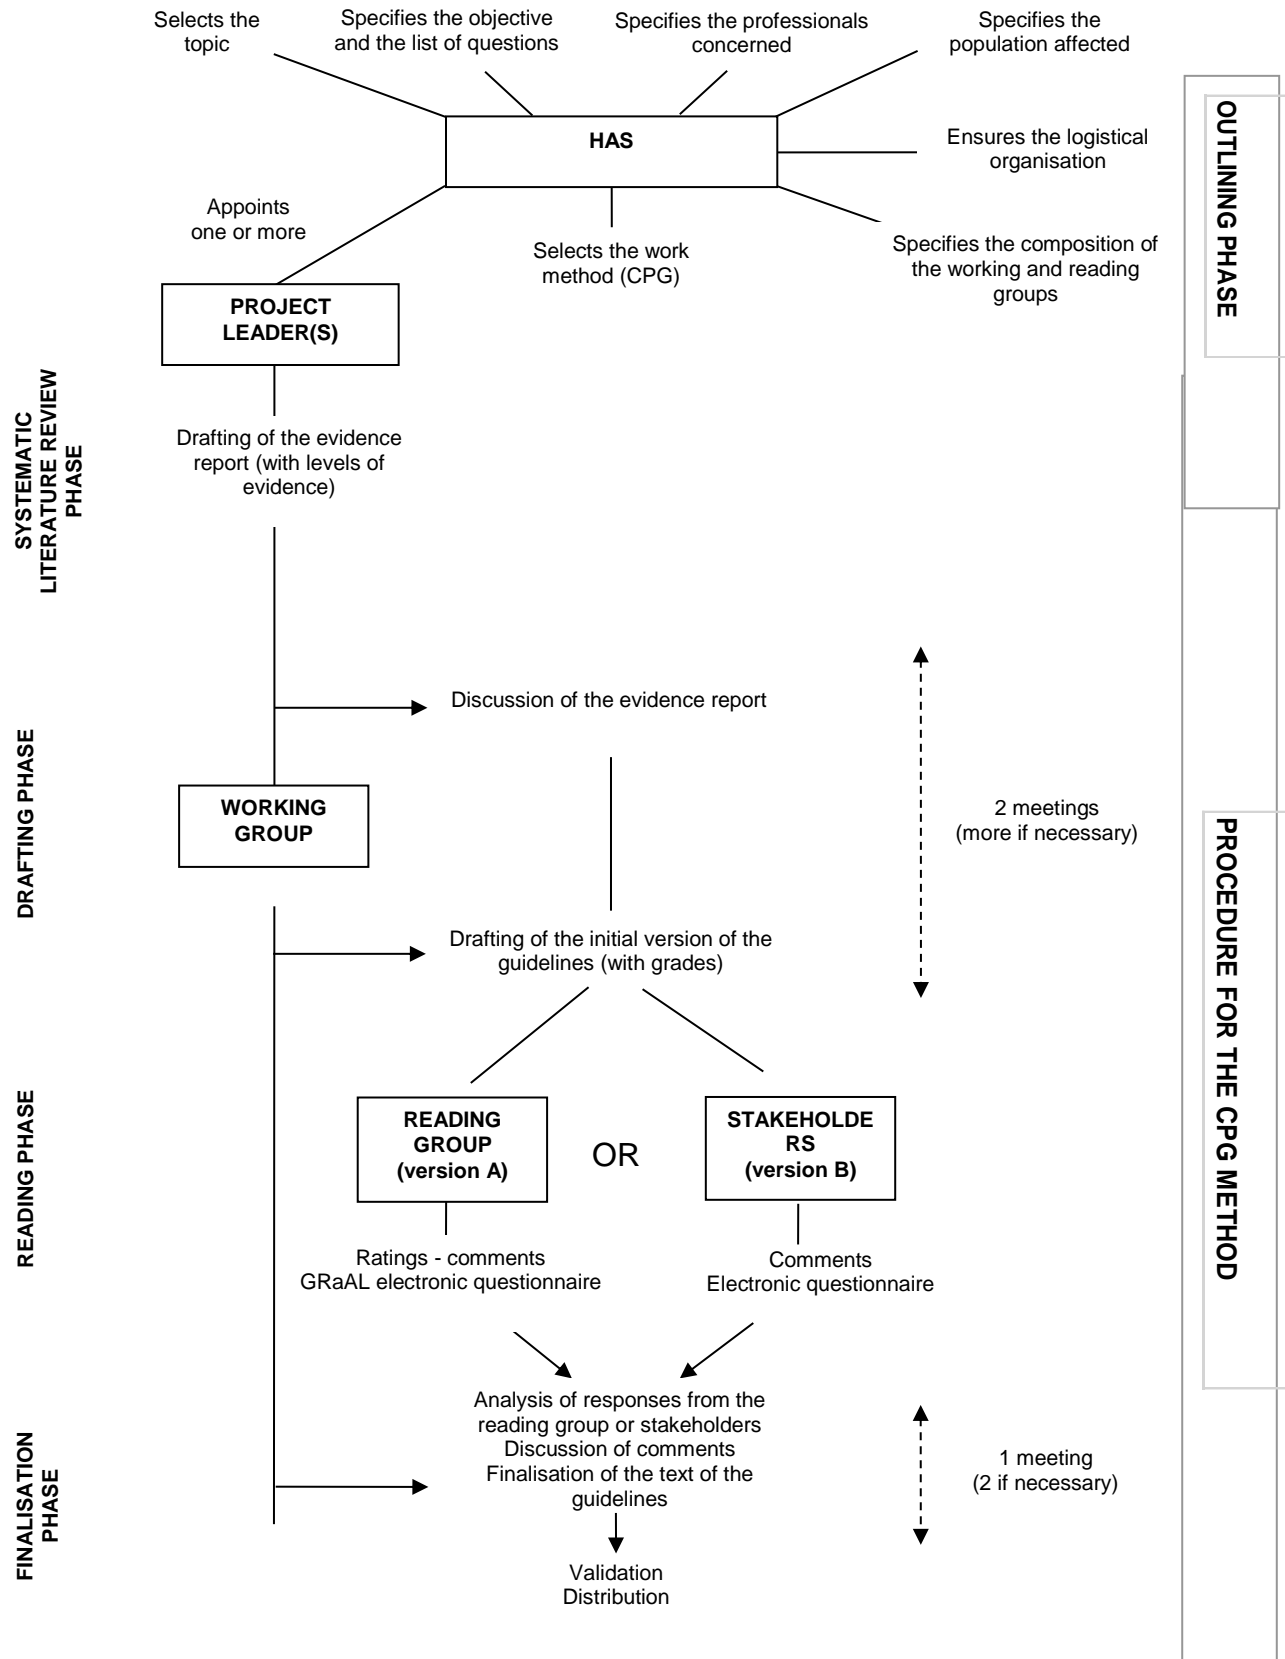 Selects the
topic
Specifies the objective
and the list of questions
Specifies the professionals
concerned
Specifies the
population affected
HAS
Ensures the logistical
organisation
Appoints
one or more
Selects the work
method (CPG)
Specifies the composition of
the working and reading
groups
OUTLINING PHASE
PROJECT
LEADER(S)
SYSTEMATIC
LITERATURE REVIEW
PHASE
Drafting of the evidence
report (with levels of
evidence)
Discussion of the evidence report
DRAFTING PHASE
WORKING
GROUP
2 meetings
(more if necessary)
PROCEDURE FOR THE CPG METHOD
Drafting of the initial version of the
guidelines (with grades)
READING PHASE
READING
GROUP
(version A)
OR
STAKEHOLDE
RS
(version B)
Ratings - comments
GRaAL electronic questionnaire
Comments
Electronic questionnaire
FINALISATION
PHASE
Analysis of responses from the
reading group or stakeholders
Discussion of comments
Finalisation of the text of the
guidelines
1 meeting
(2 if necessary)
Validation
Distribution